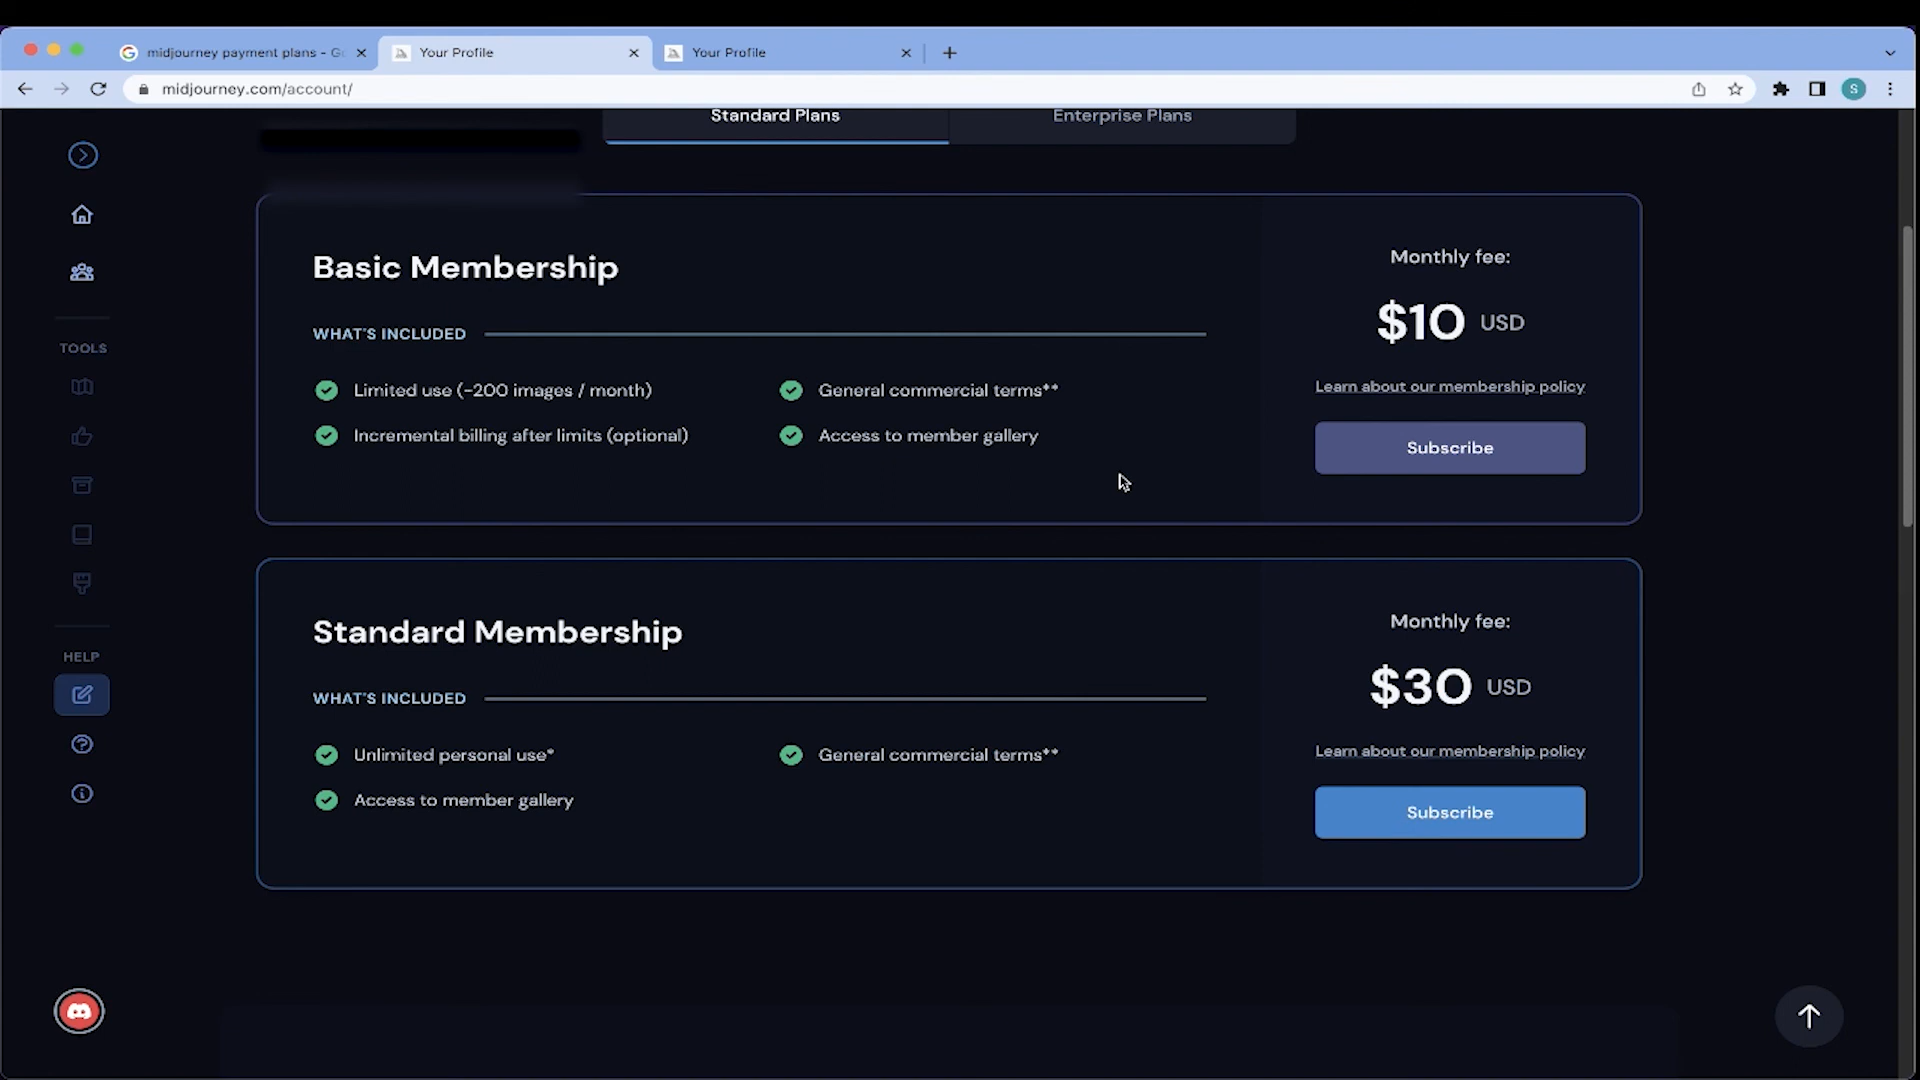 midjourney payment plans - Go
Your Profile
Your Profile
midjourney.com/account/
S
Standard Plans
Enterprise Plans
TOOLS
HELP
Basic Membership
WHAT'S INCLUDED
Limited use (~200 images / month)
General commercial terms**
Incremental billing after limits (optional)
Access to member gallery
Monthly fee:
$10 USD
Learn about our membership policy
Subscribe
Standard Membership
WHAT'S INCLUDED
Unlimited personal use*
General commercial terms**
Access to member gallery
Monthly fee:
$30 USD
Learn about our membership policy
Subscribe